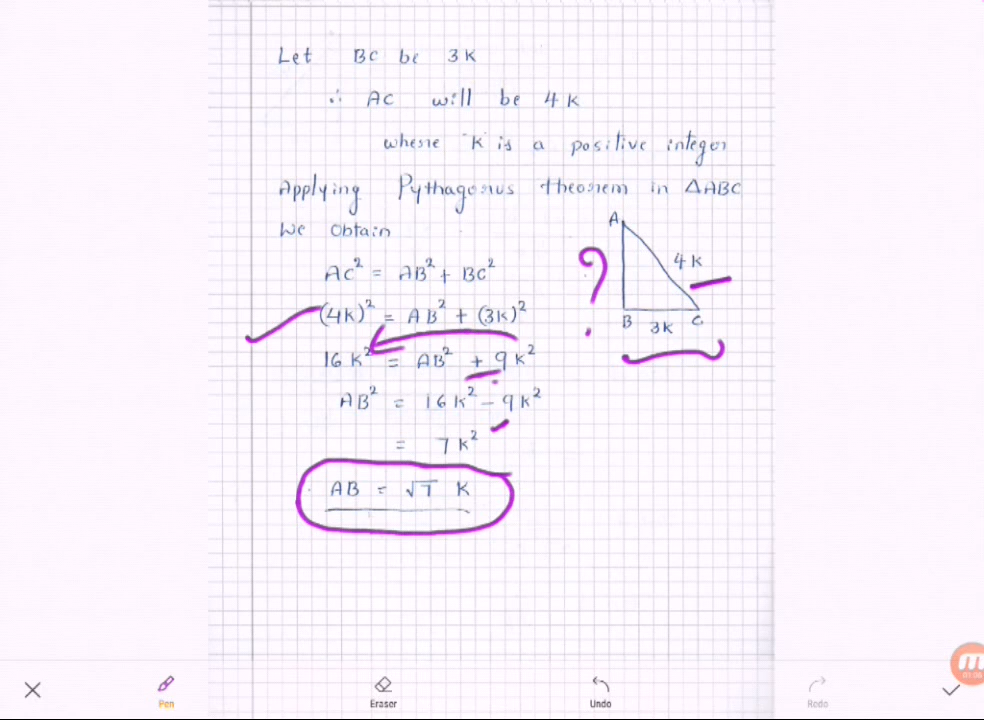 Let BC be 3K
∴ AC will be 4K
where 'K' is a positive integer
Applying Pythagorus theorem in ΔABC
We Obtain
AC² = AB² + BC²
(4K)² = AB² + (3K)²
16K² = AB² + 9K²
AB² = 16K² - 9K²
= 7K²
AB = √7 K
A
4K
?
B 3K C
01:08
Pen Eraser Undo Redo